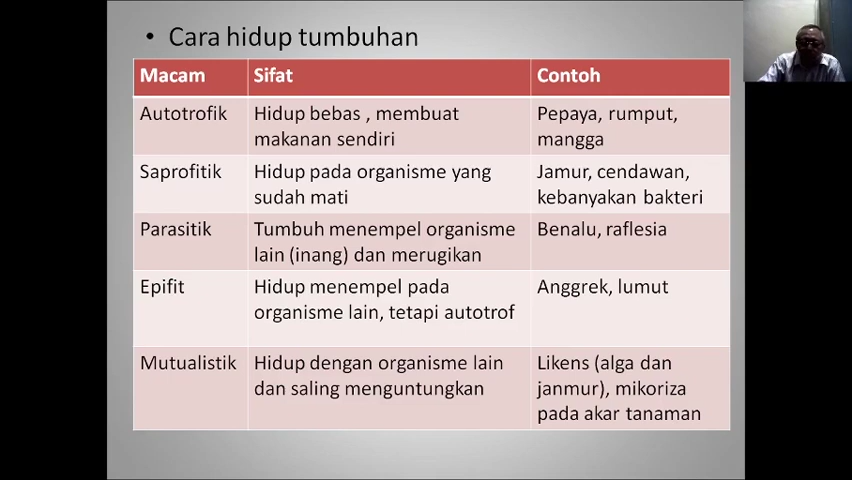 • Cara hidup tumbuhan
Macam Sifat Contoh
Autotrofik Hidup bebas , membuat makanan sendiri Pepaya, rumput, mangga
Saprofitik Hidup pada organisme yang sudah mati Jamur, cendawan, kebanyakan bakteri
Parasitik Tumbuh menempel organisme lain (inang) dan merugikan Benalu, raflesia
Epifit Hidup menempel pada organisme lain, tetapi autotrof Anggrek, lumut
Mutualistik Hidup dengan organisme lain dan saling menguntungkan Likens (alga dan janmur), mikoriza pada akar tanaman